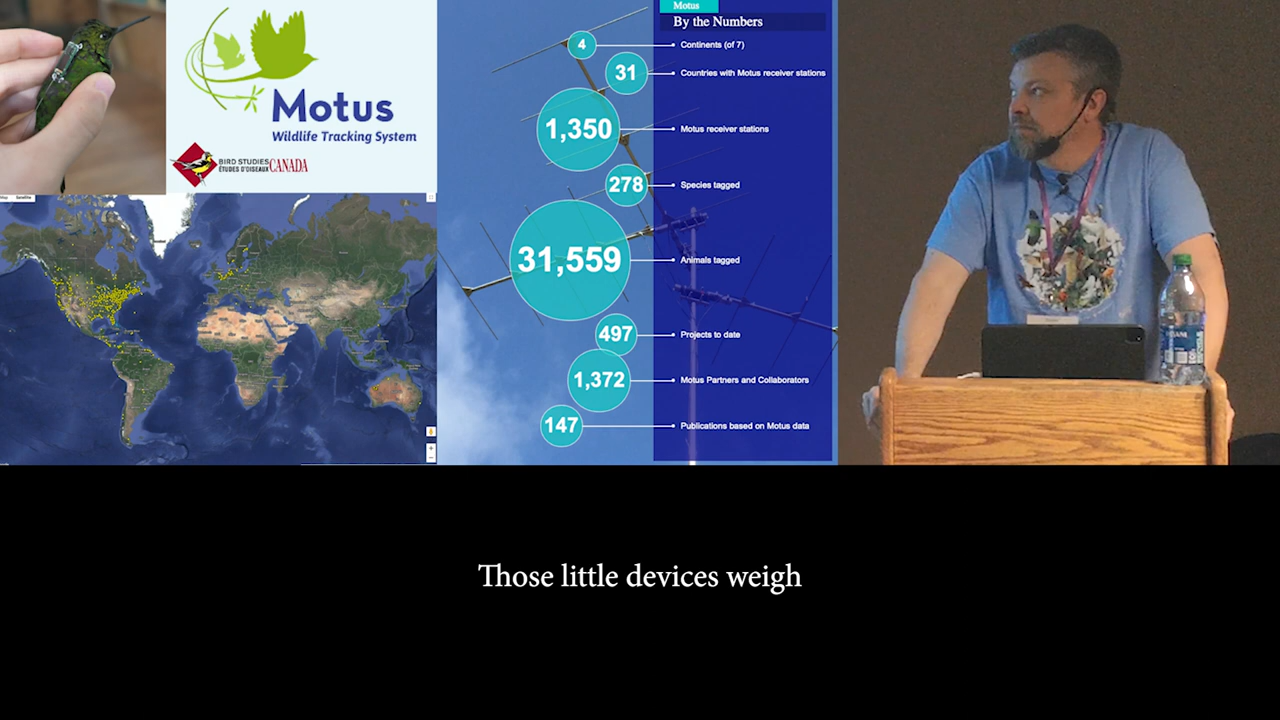 Motus
Wildlife Tracking System
BIRD STUDIES
ÉTUDES D'OISEAUX
CANADA
Satellite
Motus
By the Numbers
4
Continents (of 7)
31
Countries with Motus receiver stations
1,350
Motus receiver stations
278
Species tagged
31,559
Animals tagged
497
Projects to date
1,372
Motus Partners and Collaborators
147
Publications based on Motus data
Those little devices weigh